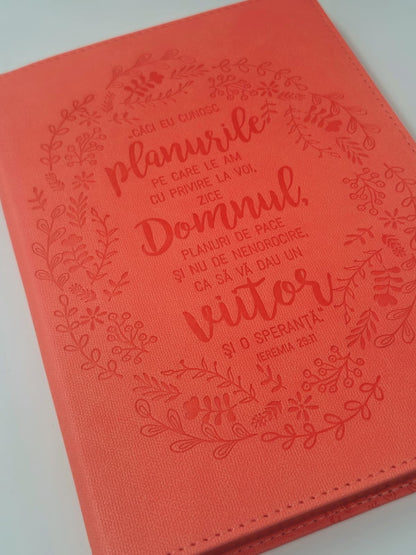 „CĂCI EU CUNOSC
planurile
PE CARE LE AM
CU PRIVIRE LA VOI,
ZICE
Domnul,
PLANURI DE PACE
ȘI NU DE NENOROCIRE,
CA SĂ VĂ DAU UN
viitor
ȘI O SPERANȚĂ.”
IEREMIA 29:11